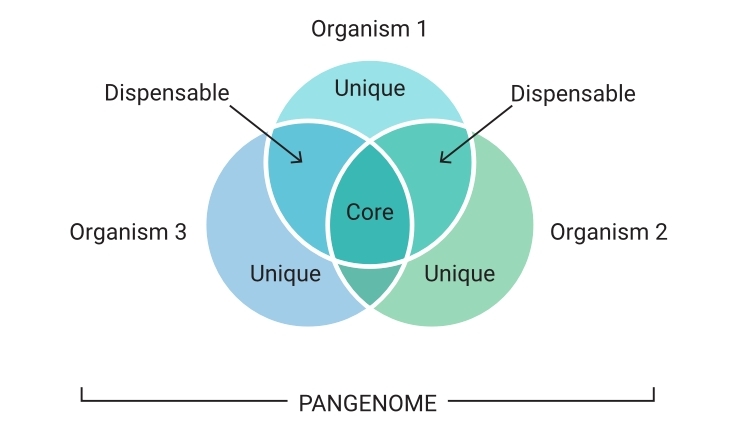 Organism 1
Unique
Dispensable
Dispensable
Core
Organism 3
Organism 2
Unique
Unique
PANGENOME